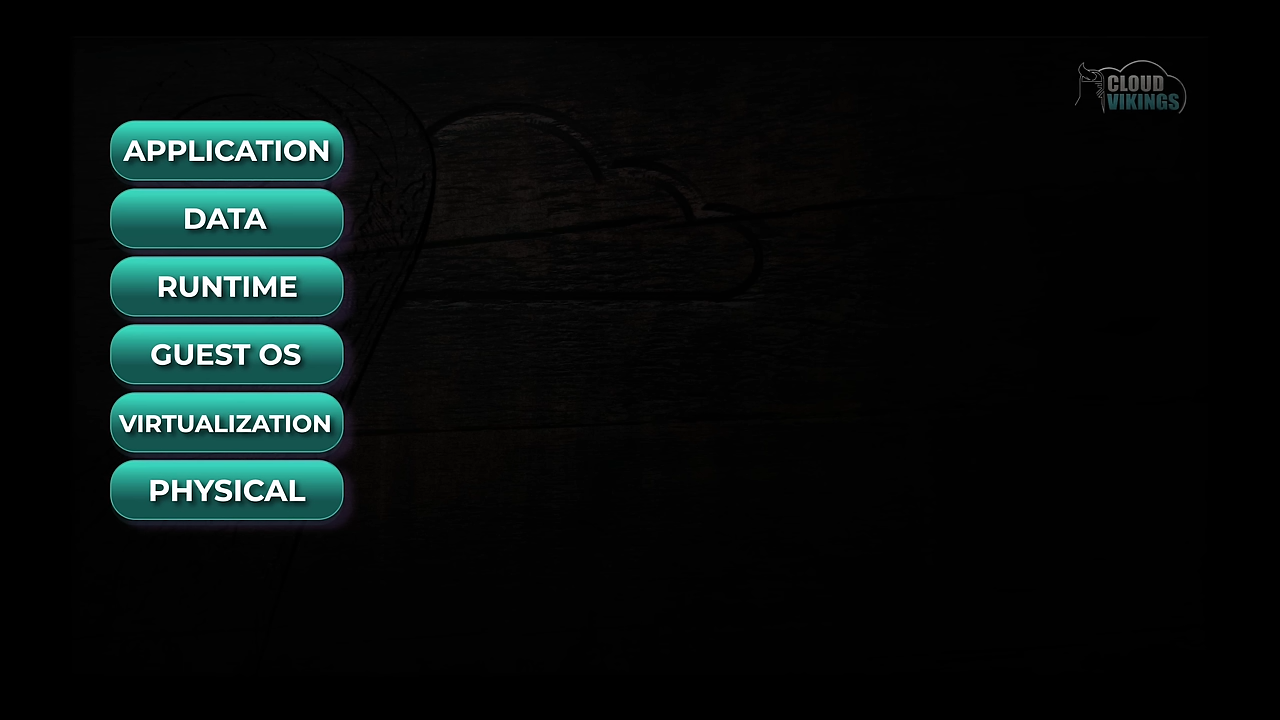 CLOUD
VIKINGS
APPLICATION
DATA
RUNTIME
GUEST OS
VIRTUALIZATION
PHYSICAL